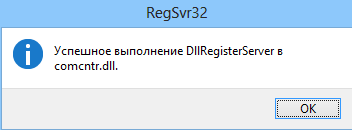 RegSvr32
Успешное выполнение DllRegisterServer в
comcntr.dll.
OK